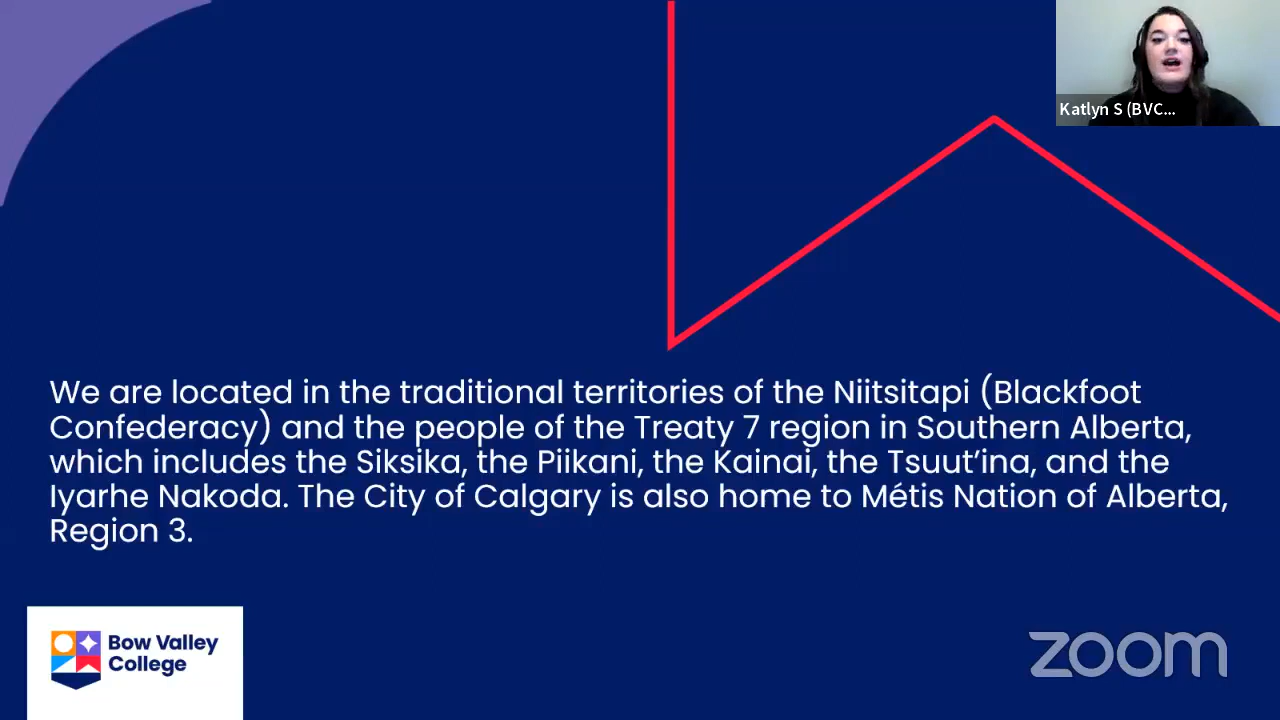 Katlyn S (BVC...
We are located in the traditional territories of the Niitsitapi (Blackfoot
Confederacy) and the people of the Treaty 7 region in Southern Alberta,
which includes the Siksika, the Piikani, the Kainai, the Tsuut’ina, and the
Iyarhe Nakoda. The City of Calgary is also home to Métis Nation of Alberta,
Region 3.
Bow Valley
College
zoom